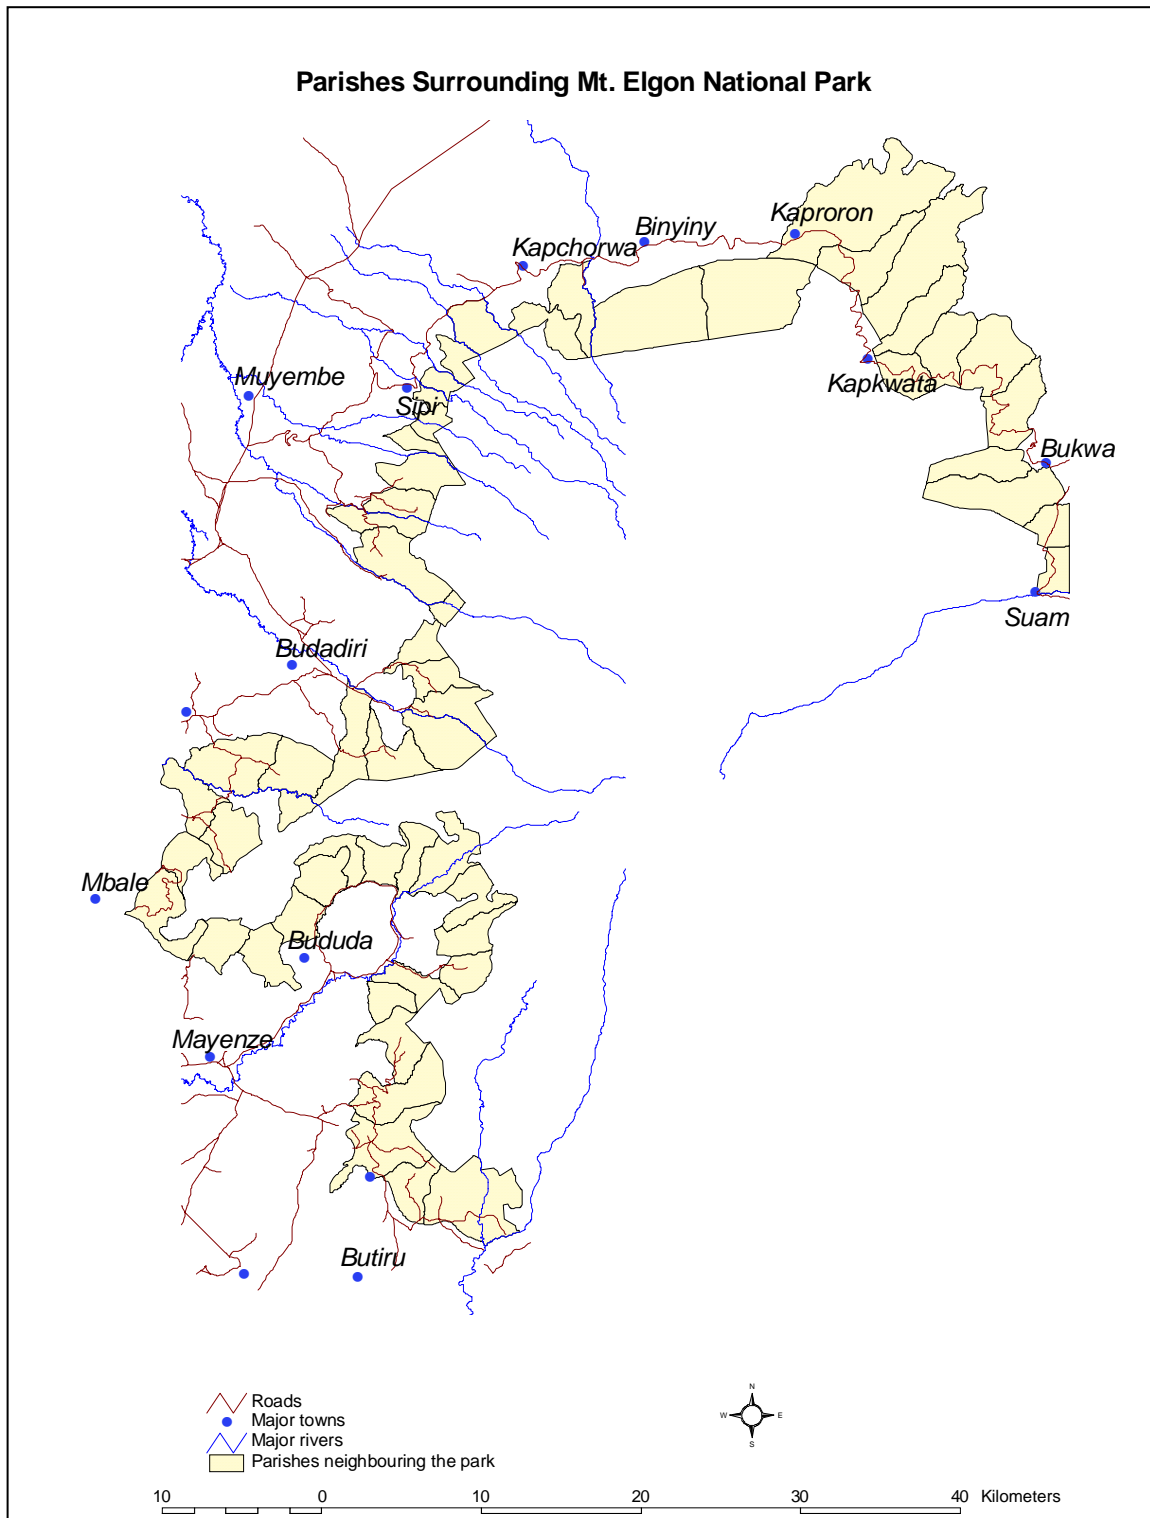 Parishes Surrounding Mt. Elgon National Park
Kaproron
Binyiny
Kapchorwa
Muyembe
Kapkwata
Sipi
Bukwa
Suam
Budadiri
Mbale
Bududa
Mayenze
Butiru
N
W E
S
Roads
Major towns
Major rivers
Parishes neighbouring the park
10 0 10 20 30 40 Kilometers